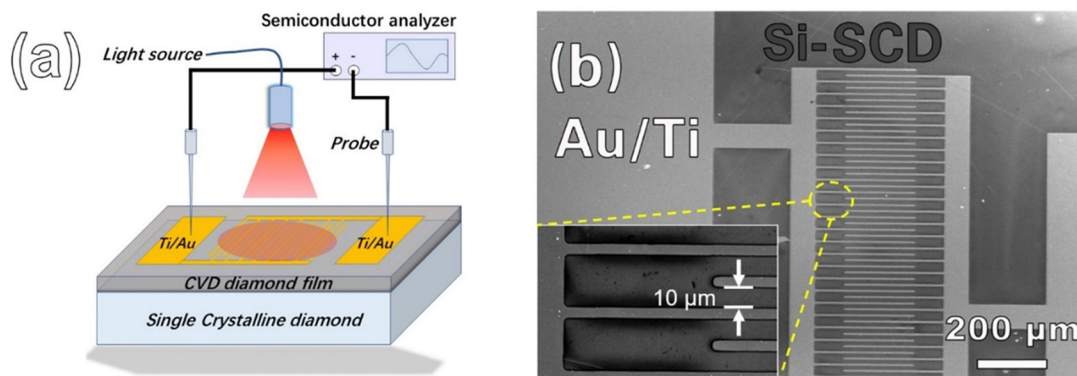 (a)
Semiconductor analyzer
Light source
+ -
Probe
Ti/Au
Ti/Au
CVD diamond film
Single Crystalline diamond
(b)
Si-SCD
Au/Ti
10 μm
200 μm